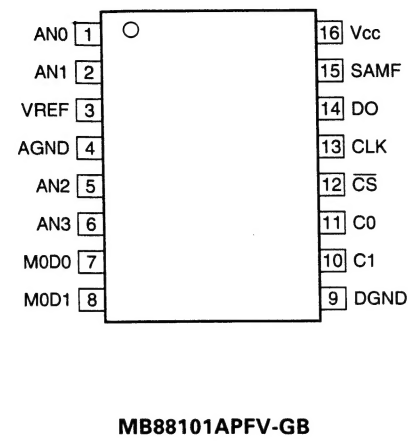 AN0 1 16 Vcc
AN1 2 15 SAMF
VREF 3 14 DO
AGND 4 13 CLK
AN2 5 12 C̅S̅
AN3 6 11 C0
M0D0 7 10 C1
M0D1 8 9 DGND
MB88101APFV-GB